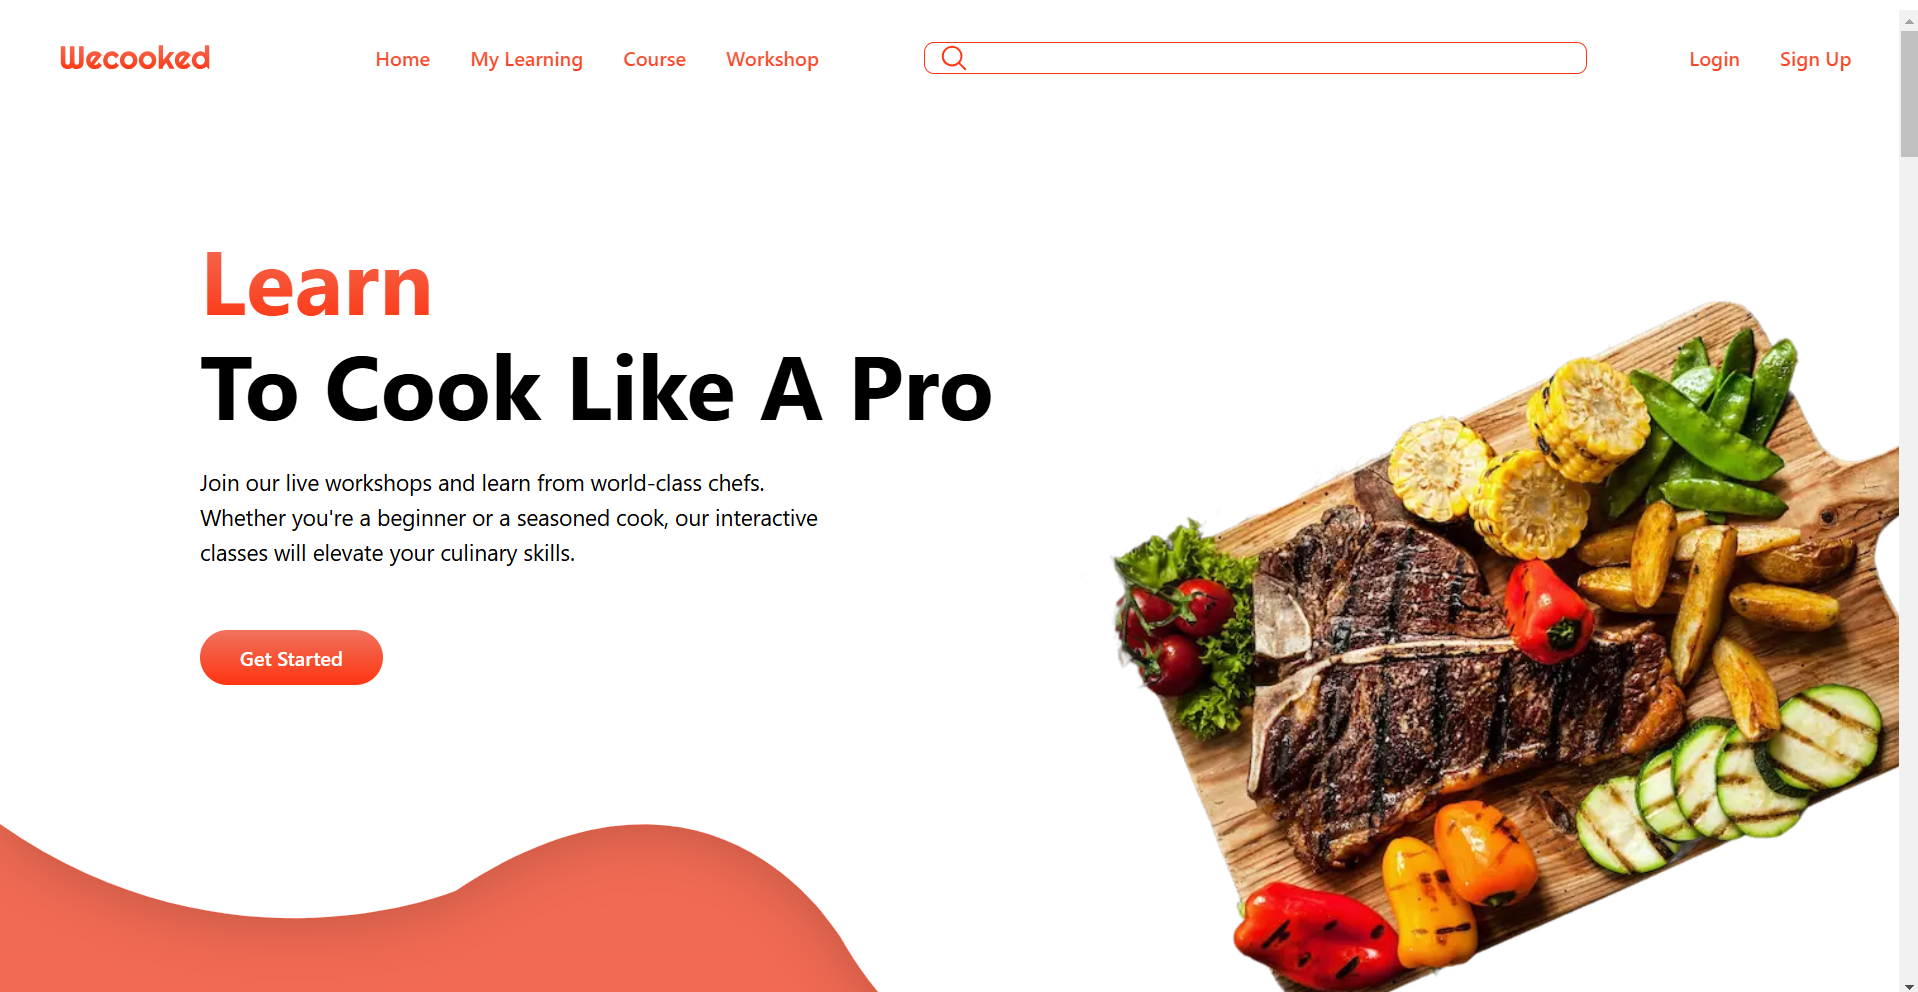 Wecooked
Home My Learning Course Workshop
Login Sign Up
Learn
To Cook Like A Pro
Join our live workshops and learn from world-class chefs.
Whether you're a beginner or a seasoned cook, our interactive
classes will elevate your culinary skills.
Get Started